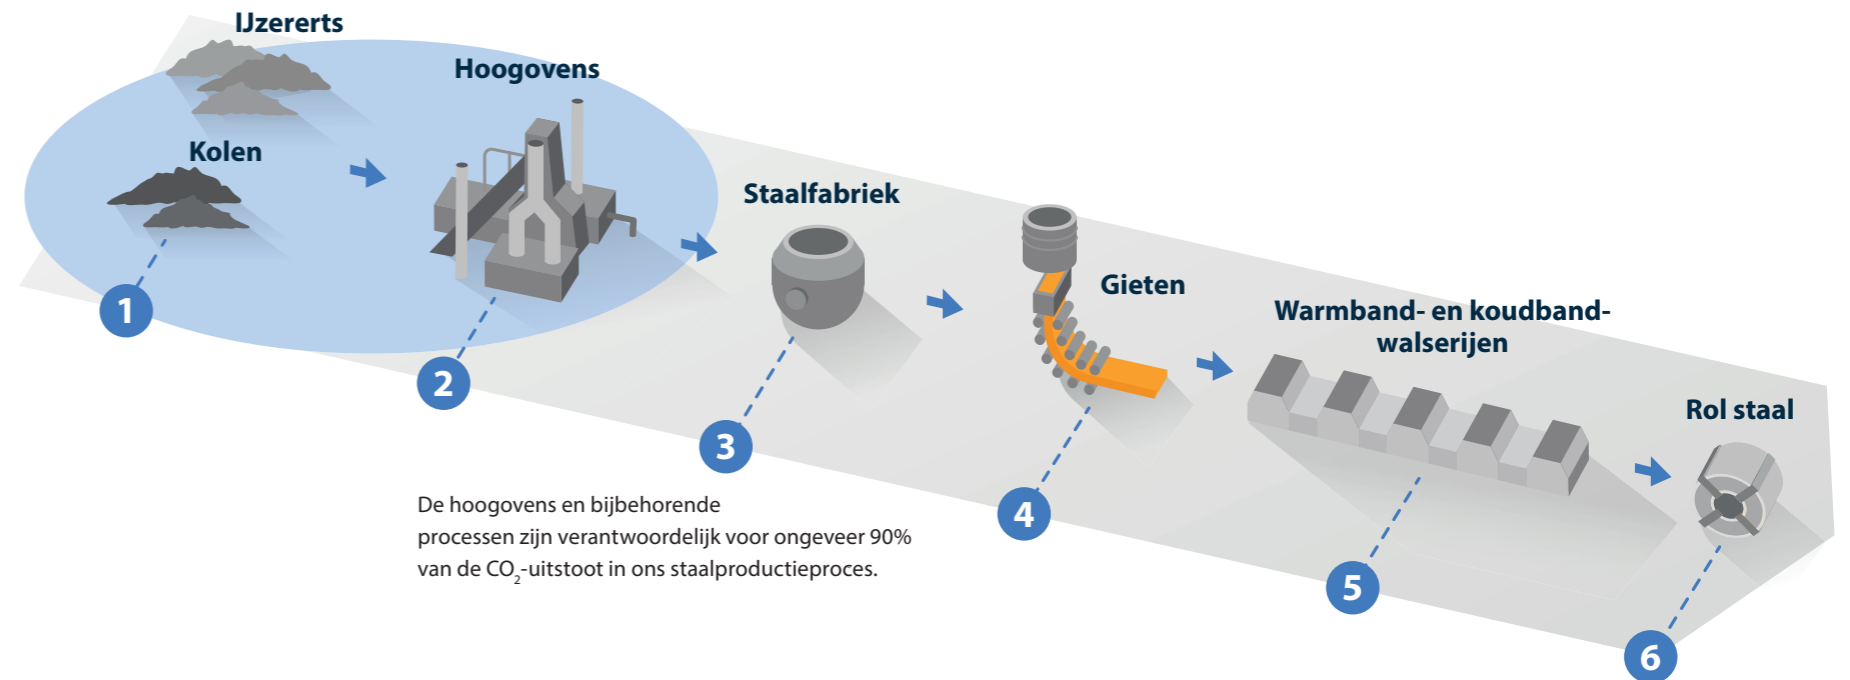 IJzererts
Kolen
Hoogovens
Staalfabriek
Gieten
Warmband- en koudband-
walserijen
Rol staal
1
2
3
4
5
6
De hoogovens en bijbehorende
processen zijn verantwoordelijk voor ongeveer 90%
van de CO₂-uitstoot in ons staalproductieproces.